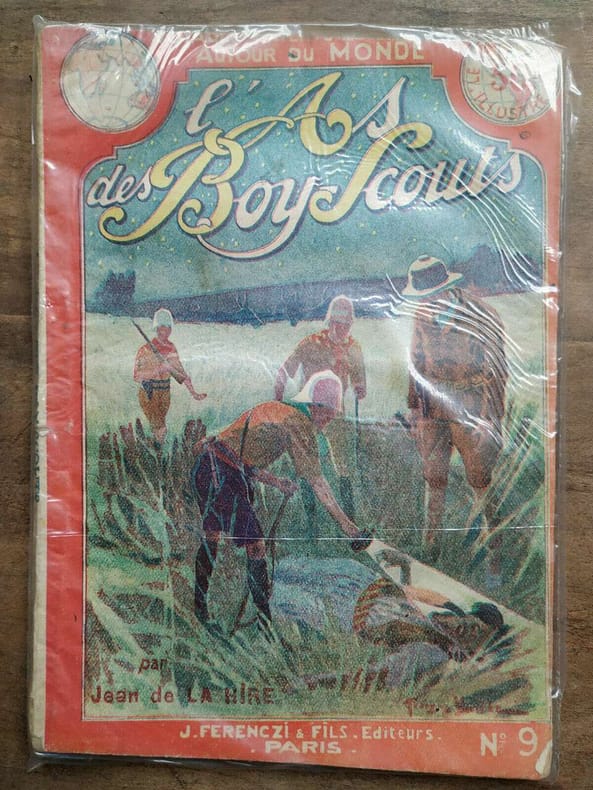 AUTOUR DU MONDE
l'As
des Boy-Scouts
par
Jean de LA HIRE
J. FERENCZI & FILS. Editeurs.
PARIS.
N° 9